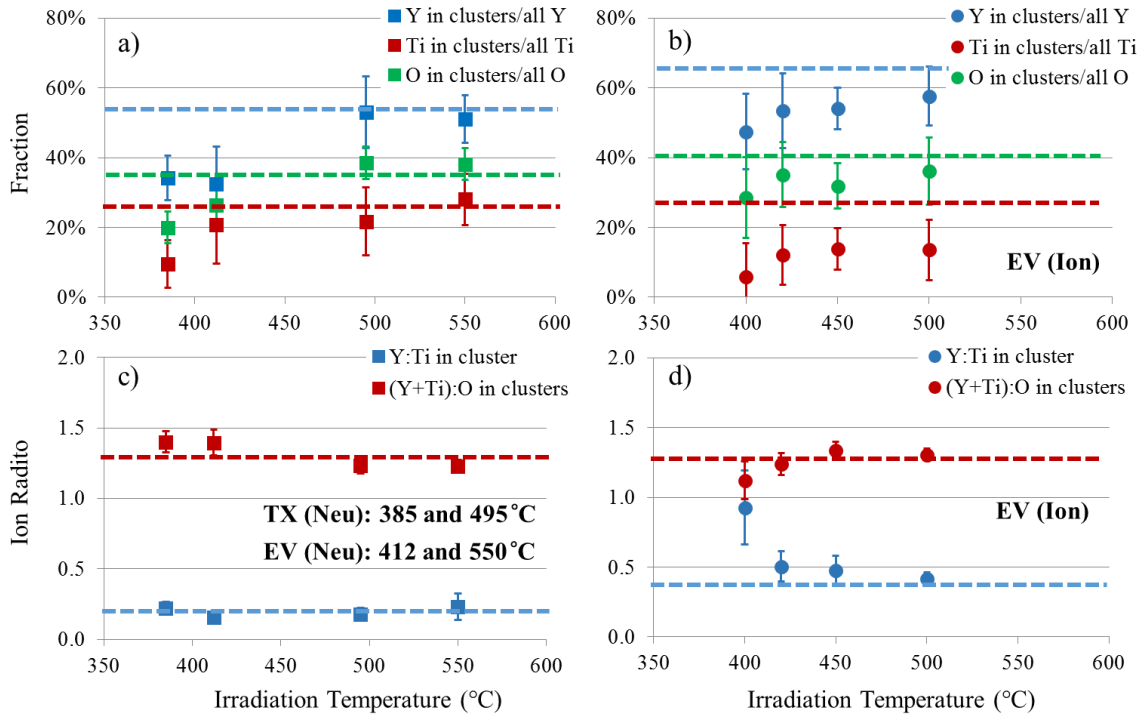 80%
60%
40%
20%
0%
Fraction
a)
Y in clusters/all Y
Ti in clusters/all Ti
O in clusters/all O
350 400 450 500 550 600
80%
60%
40%
20%
0%
b)
Y in clusters/all Y
Ti in clusters/all Ti
O in clusters/all O
EV (Ion)
350 400 450 500 550 600
2.0
1.5
1.0
0.5
0.0
Ion Radito
c)
Y:Ti in cluster
(Y+Ti):O in clusters
TX (Neu): 385 and 495°C
EV (Neu): 412 and 550°C
350 400 450 500 550 600
Irradiation Temperature (°C)
2.0
1.5
1.0
0.5
0.0
d)
Y:Ti in cluster
(Y+Ti):O in clusters
EV (Ion)
350 400 450 500 550 600
Irradiation Temperature (°C)